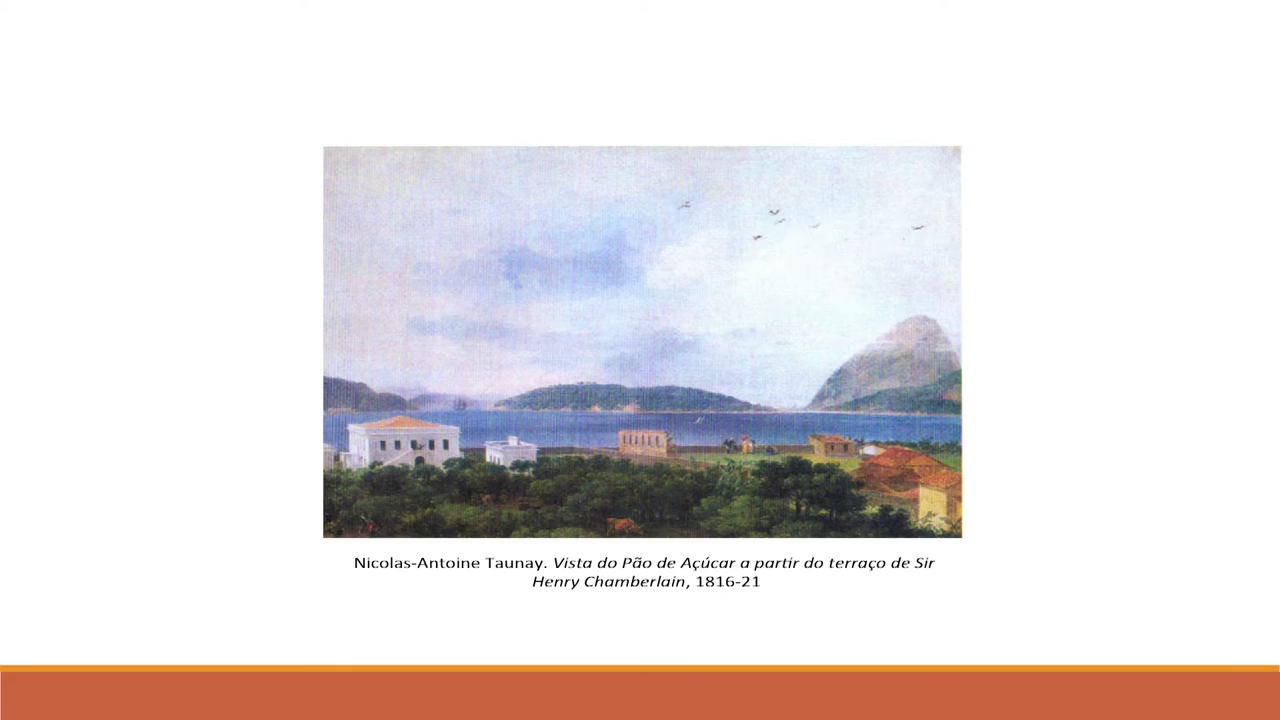 Nicolas-Antoine Taunay. Vista do Pão de Açúcar a partir do terraço de Sir
Henry Chamberlain, 1816-21